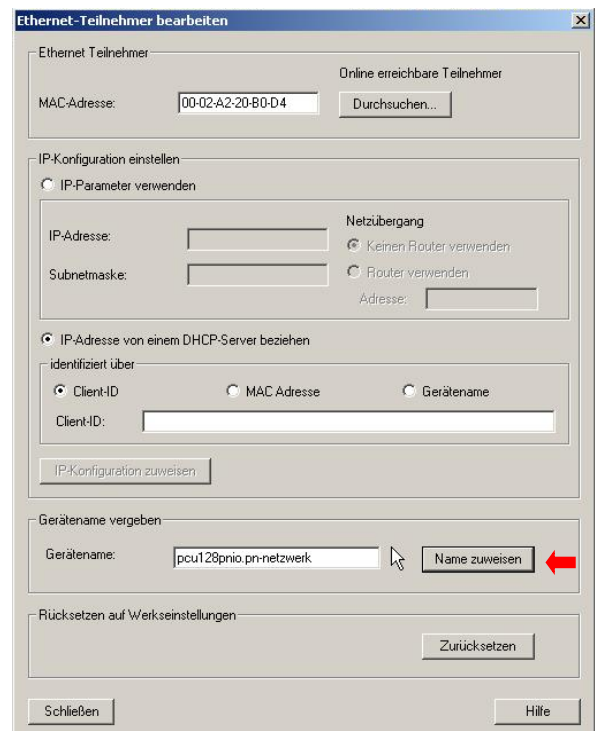 Ethernet-Teilnehmer bearbeiten
Ethernet Teilnehmer
Online erreichbare Teilnehmer
MAC-Adresse: 00-02-A2-20-B0-D4 Durchsuchen...
IP-Konfiguration einstellen
IP-Parameter verwenden
Netzübergang
IP-Adresse: Keinen Router verwenden
Subnetmaske: Router verwenden
Adresse:
IP-Adresse von einem DHCP-Server beziehen
identifiziert über
Client-ID MAC Adresse Gerätename
Client-ID:
IP-Konfiguration zuweisen
Gerätename vergeben
Gerätename: pcu128pnio.pn-netzwerk Name zuweisen
Rücksetzen auf Werkseinstellungen
Zurücksetzen
Schließen Hilfe